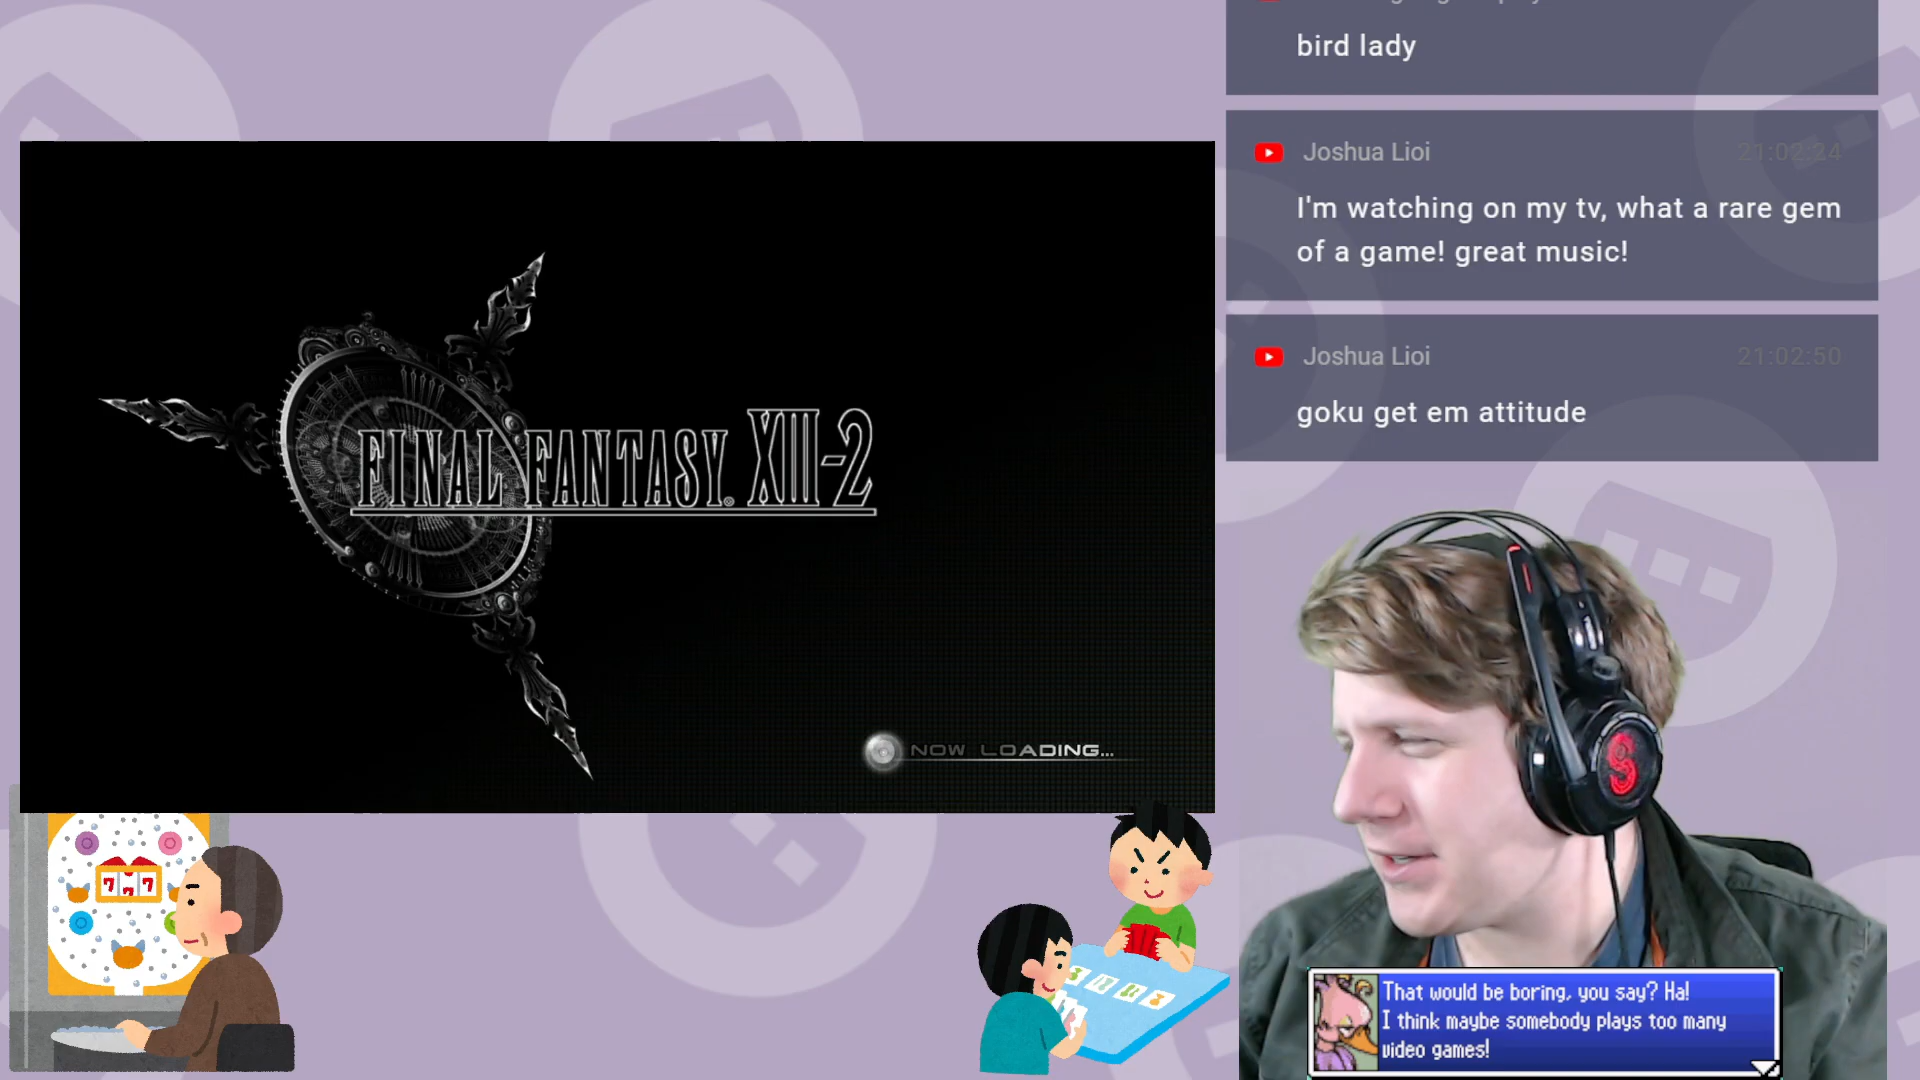 bird lady
Joshua Lioi 21:02:24
I'm watching on my tv, what a rare gem
of a game! great music!
Joshua Lioi 21:02:50
goku get em attitude
FINAL FANTASY® XIII-2
NOW LOADING...
777
That would be boring, you say? Ha!
I think maybe somebody plays too many
video games!